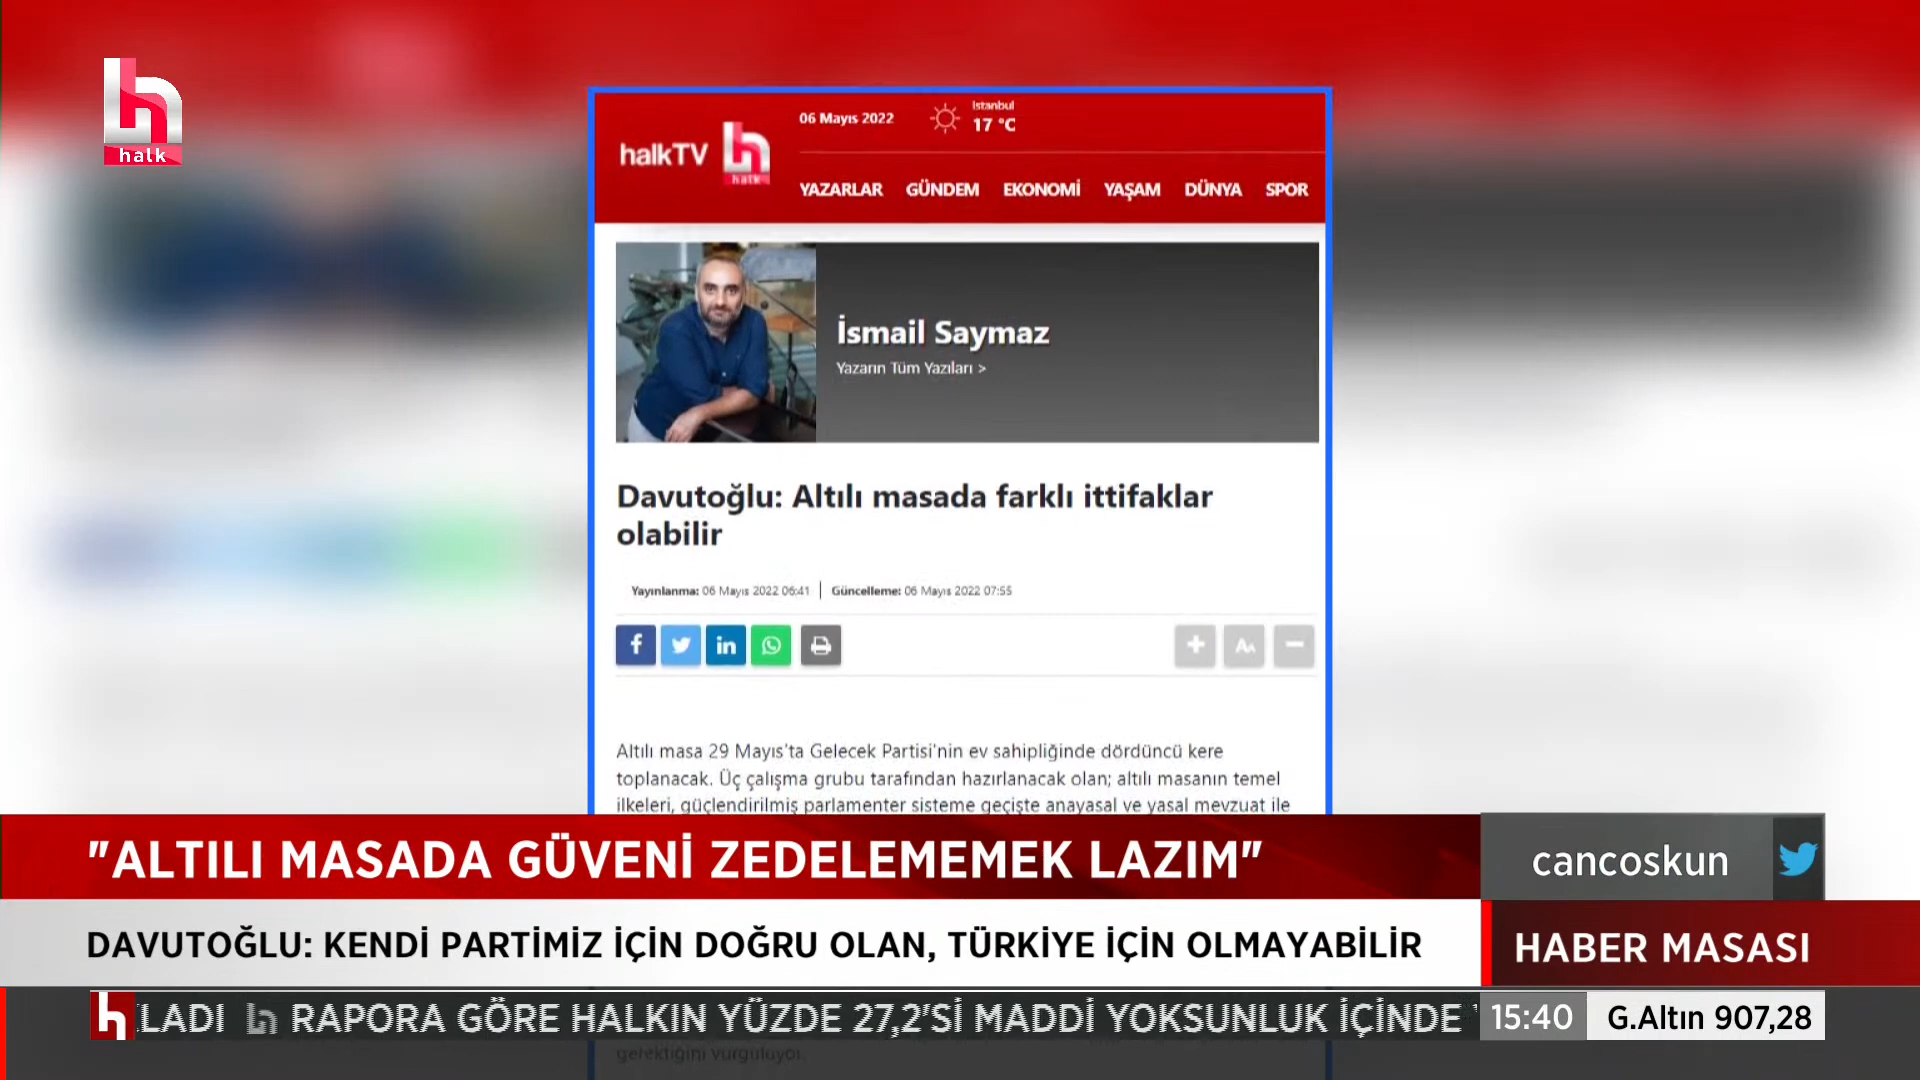 halk
halkTV
halk
06 Mayıs 2022
İstanbul
17 °C
YAZARLAR GÜNDEM EKONOMİ YAŞAM DÜNYA SPOR
İsmail Saymaz
Yazarın Tüm Yazıları >
Davutoğlu: Altılı masada farklı ittifaklar
olabilir
Yayınlanma: 06 Mayıs 2022 06:41 | Güncelleme: 06 Mayıs 2022 07:55
Altılı masa 29 Mayıs'ta Gelecek Partisi'nin ev sahipliğinde dördüncü kere
toplanacak. Üç çalışma grubu tarafından hazırlanacak olan; altılı masanın temel
ilkeleri, güçlendirilmiş parlamenter sisteme geçişte anayasal ve yasal mevzuat ile
"ALTILI MASADA GÜVENİ ZEDELEMEMEK LAZIM"
cancoskun
DAVUTOĞLU: KENDİ PARTİMİZ İÇİN DOĞRU OLAN, TÜRKİYE İÇİN OLMAYABİLİR
HABER MASASI
KLADI RAPORA GÖRE HALKIN YÜZDE 27,2'Sİ MADDİ YOKSUNLUK İÇİNDE
15:40
G.Altın 907,28
gerektiğini vurguluyor.